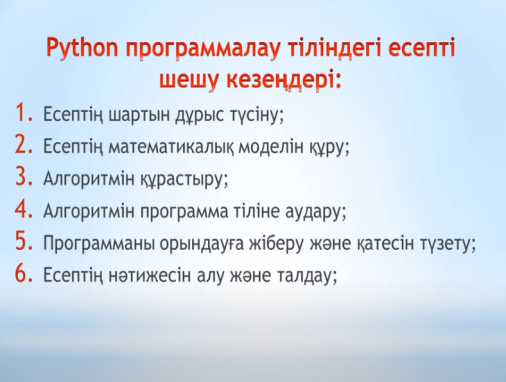 Python программалау тіліндегі есепті
шешу кезеңдері:
1. Есептің шартын дұрыс түсіну;
2. Есептің математикалық моделін құру;
3. Алгоритмін құрастыру;
4. Алгоритмін программа тіліне аудару;
5. Программаны орындауға жіберу және қатесін түзету;
6. Есептің нәтижесін алу және талдау;